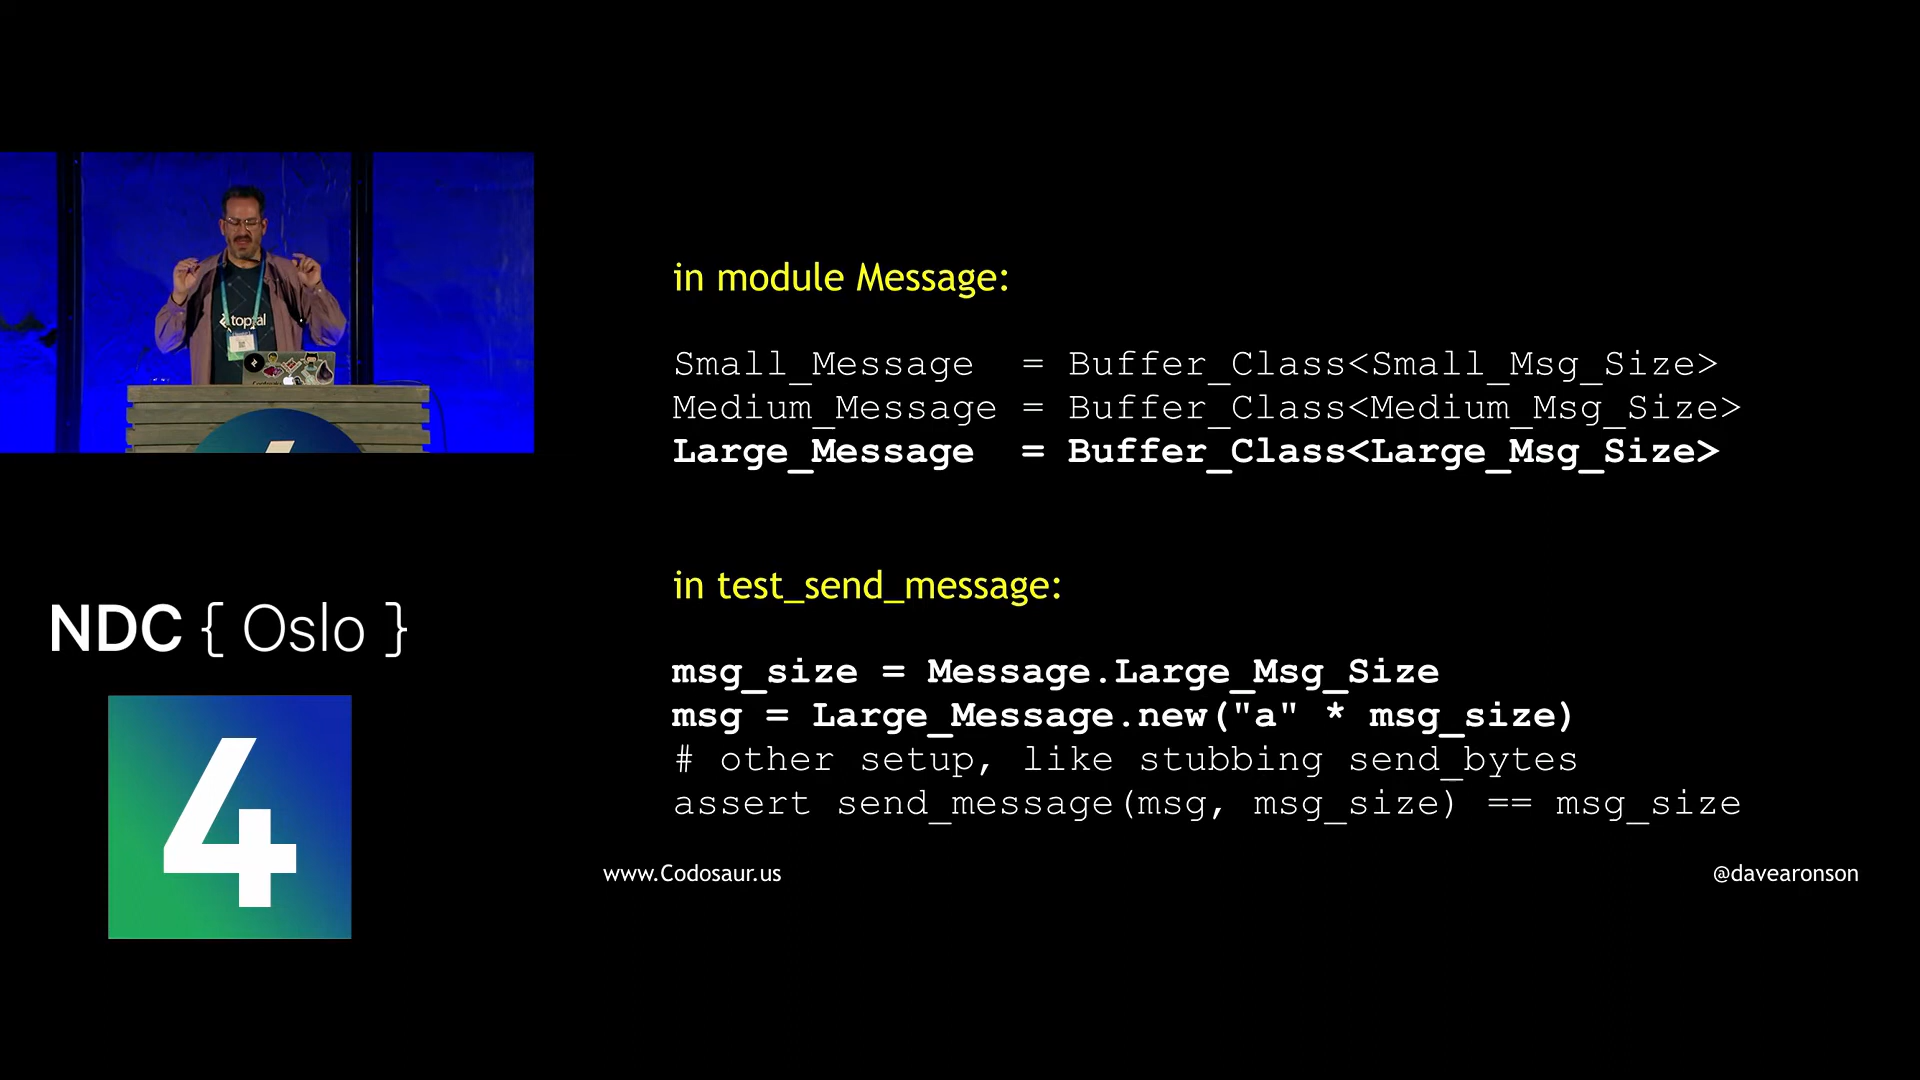 toptal
in module Message:
Small_Message  = Buffer_Class<Small_Msg_Size>
Medium_Message = Buffer_Class<Medium_Msg_Size>
Large_Message  = Buffer_Class<Large_Msg_Size>
in test_send_message:
msg_size = Message.Large_Msg_Size
msg = Large_Message.new("a" * msg_size)
# other setup, like stubbing send_bytes
assert send_message(msg, msg_size) == msg_size
www.Codosaur.us
@davearonson
NDC { Oslo }
4